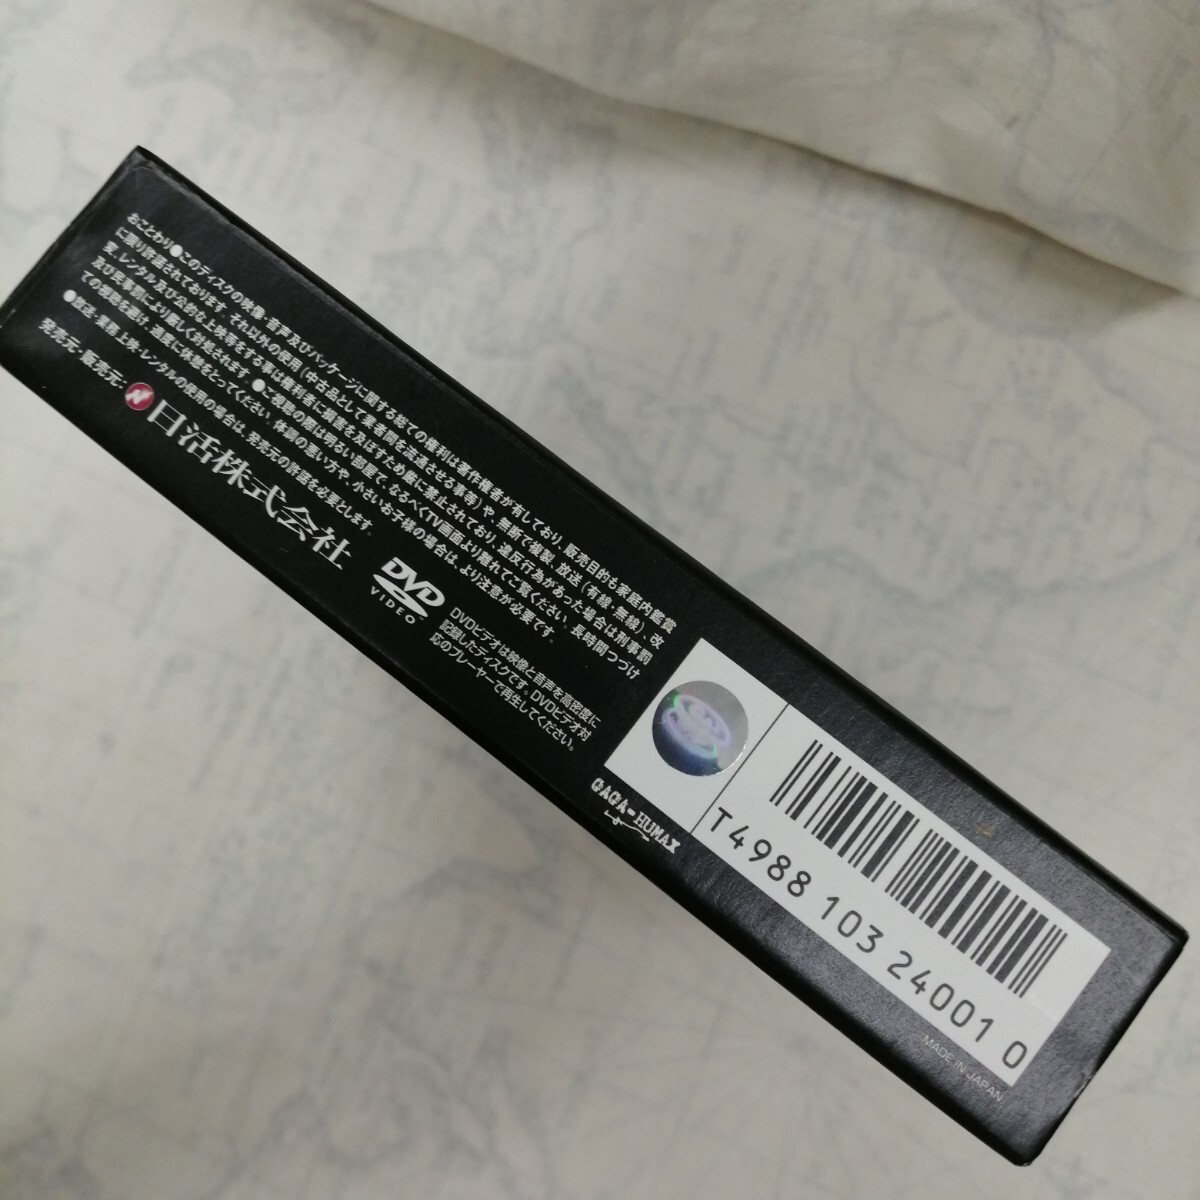 おことわり●このディスクの映像・音声及びパッケージに関する総ての権利は著作権者が有しており、販売目的も家庭内鑑賞
に限り許諾されております。それ以外の使用(中古品として業者間を流通させる事等)や、無断で複製、放送(有線・無線)、改
変、レンタル及び公的な上映等をする事は権利者に損害を及ぼすため厳に禁止されており、違反行為があった場合は刑事罰
及び民事罰により厳しく対処されます。●ご視聴の際は明るい部屋で、なるべくTV画面より離れてご覧ください。長時間つづけ
ての視聴を避け、適度に休憩をとってください。体調の悪い方や、小さいお子様の場合は、より注意が必要です。
●放送・業務上映・レンタルの使用の場合は、発売元の許諾を必要とします。
発売元・販売元:N日活株式会社
DVD
VIDEO
DVDビデオは映像と音声を高密度に
記録したディスクです。DVDビデオ対
応のプレーヤーで再生してください。
GAGA-HUMAX
T4988 103 24001 0
MADE IN JAPAN